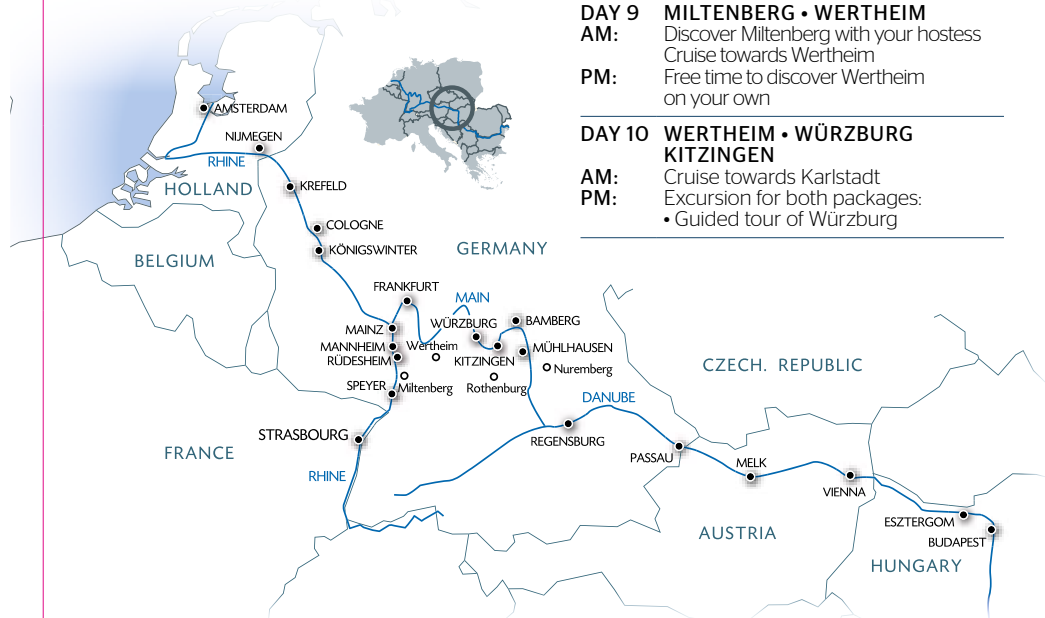 DAY 9 MILTENBERG • WERTHEIM
AM: Discover Miltenberg with your hostess
Cruise towards Wertheim
PM: Free time to discover Wertheim
on your own
DAY 10 WERTHEIM • WÜRZBURG
KITZINGEN
AM: Cruise towards Karlstadt
PM: Excursion for both packages:
• Guided tour of Würzburg
AMSTERDAM
NIJMEGEN
RHINE
HOLLAND
KREFELD
COLOGNE
KÖNIGSWINTER
GERMANY
BELGIUM
FRANKFURT
MAIN
MAINZ
WÜRZBURG
BAMBERG
MANNHEIM
Wertheim
MÜHLHAUSEN
RÜDESHEIM
KITZINGEN
Nuremberg
CZECH. REPUBLIC
SPEYER
Miltenberg
Rothenburg
DANUBE
STRASBOURG
REGENSBURG
FRANCE
PASSAU
MELK
RHINE
VIENNA
ESZTERGOM
AUSTRIA
BUDAPEST
HUNGARY